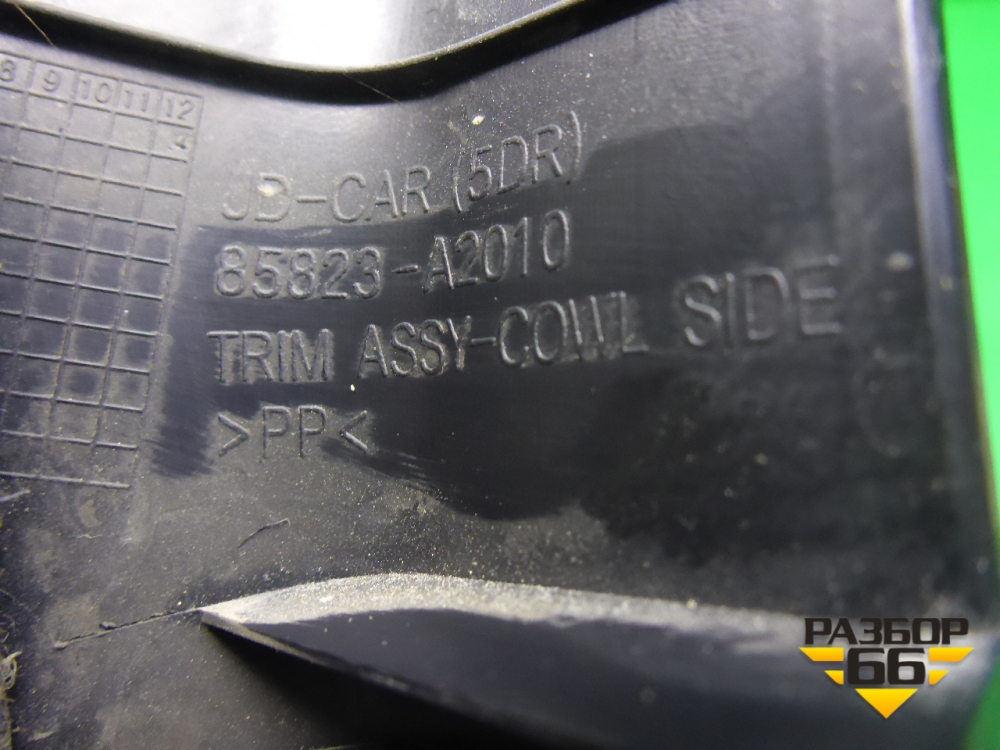 8 9 10 11 12
4
JD-CAR (5DR)
85823-A2010
TRIM ASSY-COWL SIDE
>PP<
РАЗБОР
66